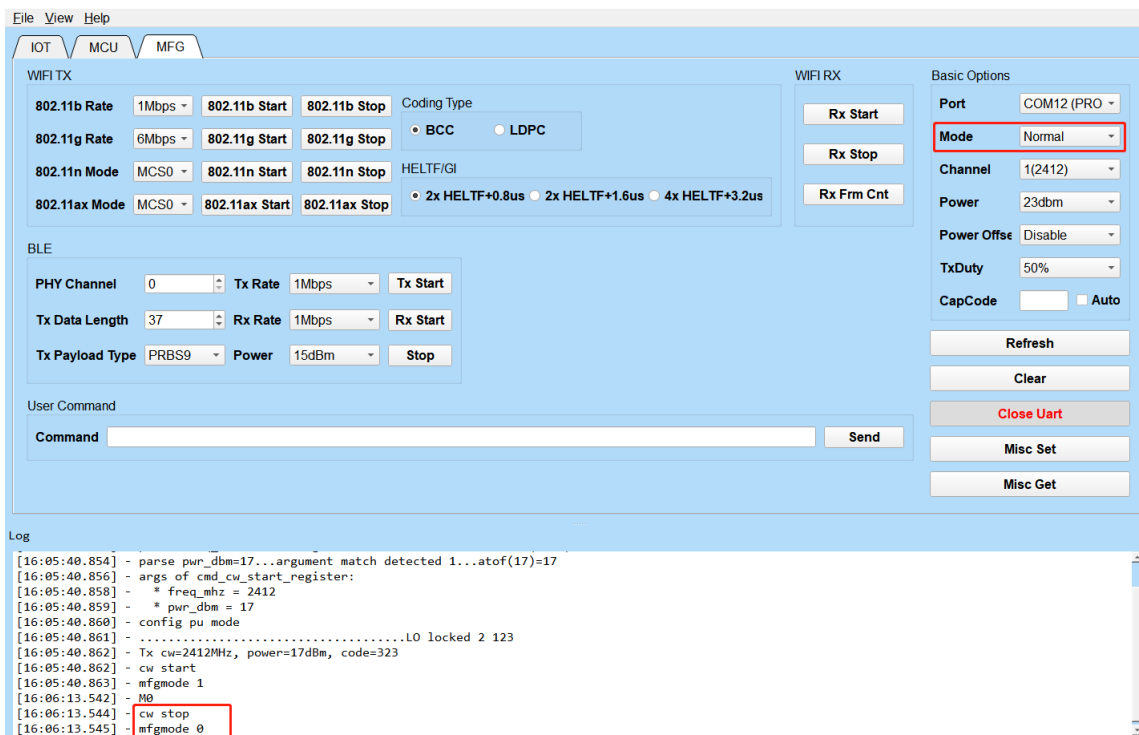 File View Help
IOT MCU MFG
WIFI TX
802.11b Rate 1Mbps 802.11b Start 802.11b Stop
802.11g Rate 6Mbps 802.11g Start 802.11g Stop
802.11n Mode MCS0 802.11n Start 802.11n Stop
802.11ax Mode MCS0 802.11ax Start 802.11ax Stop
Coding Type
BCC LDPC
HELTF/GI
2x HELTF+0.8us 2x HELTF+1.6us 4x HELTF+3.2us
WIFI RX
Rx Start
Rx Stop
Rx Frm Cnt
Basic Options
Port COM12 (PRO
Mode Normal
Channel 1(2412)
Power 23dbm
Power Offse Disable
TxDuty 50%
CapCode Auto
Refresh
Clear
Close Uart
Misc Set
Misc Get
BLE
PHY Channel 0 Tx Rate 1Mbps Tx Start
Tx Data Length 37 Rx Rate 1Mbps Rx Start
Tx Payload Type PRBS9 Power 15dBm Stop
User Command
Command Send
Log
[16:05:40.854] - parse pwr_dbm=17...argument match detected 1...atof(17)=17
[16:05:40.856] - args of cmd_cw_start_register:
[16:05:40.858] - * freq_mhz = 2412
[16:05:40.859] - * pwr_dbm = 17
[16:05:40.860] - config pu mode
[16:05:40.861] - .....................................LO locked 2 123
[16:05:40.862] - Tx cw=2412MHz, power=17dBm, code=323
[16:05:40.862] - cw start
[16:05:40.863] - mfgmode 1
[16:06:13.542] - M0
[16:06:13.544] - cw stop
[16:06:13.545] - mfgmode 0